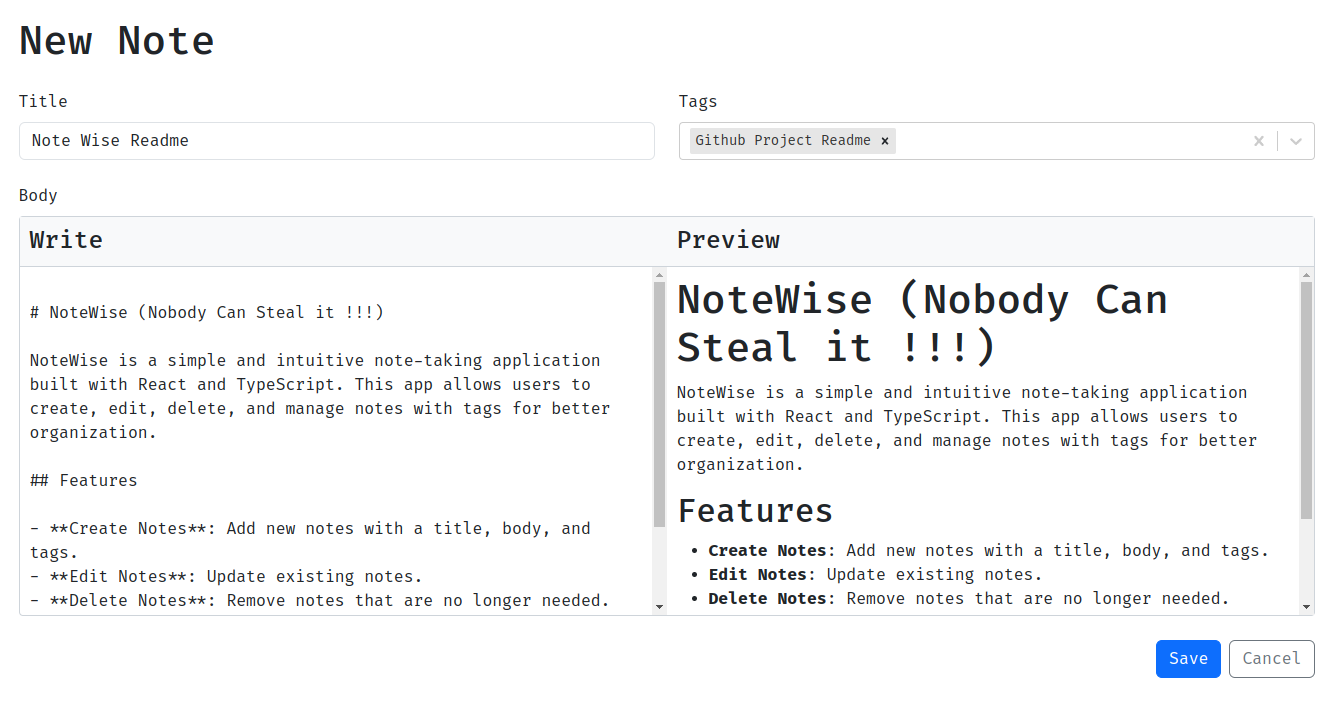 New Note
Title
Note Wise Readme
Tags
Github Project Readme ×
Body
Write
# NoteWise (Nobody Can Steal it !!!)
NoteWise is a simple and intuitive note-taking application
built with React and TypeScript. This app allows users to
create, edit, delete, and manage notes with tags for better
organization.
## Features
- **Create Notes**: Add new notes with a title, body, and
tags.
- **Edit Notes**: Update existing notes.
- **Delete Notes**: Remove notes that are no longer needed.
Preview
NoteWise (Nobody Can
Steal it !!!)
NoteWise is a simple and intuitive note-taking application
built with React and TypeScript. This app allows users to
create, edit, delete, and manage notes with tags for better
organization.
Features
• Create Notes: Add new notes with a title, body, and tags.
• Edit Notes: Update existing notes.
• Delete Notes: Remove notes that are no longer needed.
Save
Cancel